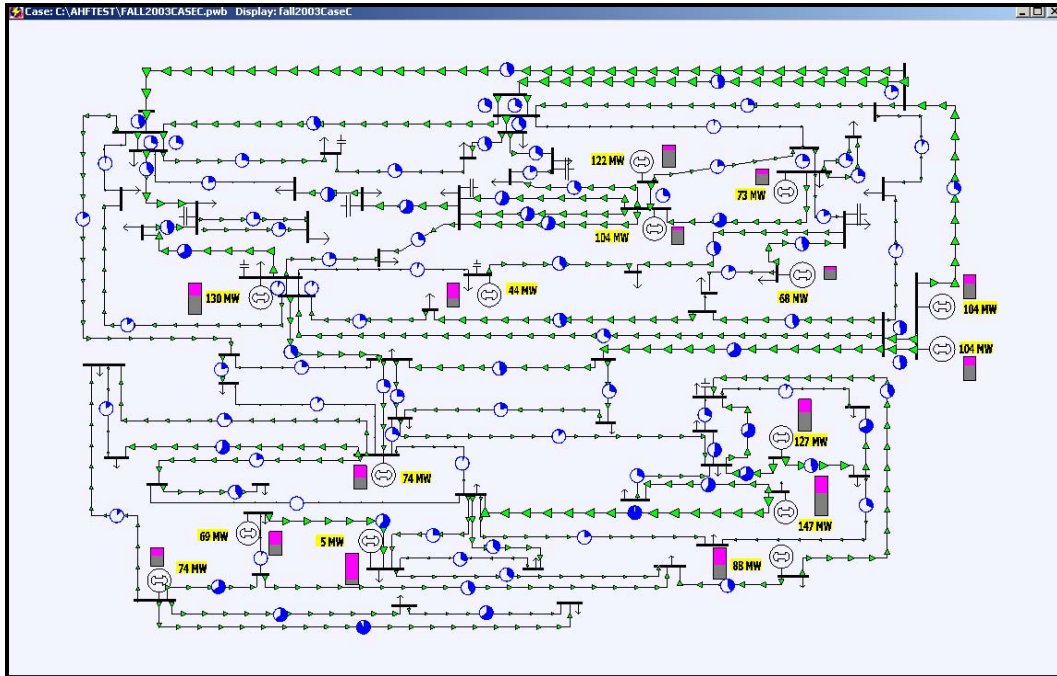 Case: C:\AHFTEST\FALL2003CASEC.pwb Display: fall2003CaseC
122 MW
73 MW
104 MW
130 MW
44 MW
68 MW
104 MW
104 MW
127 MW
74 MW
147 MW
69 MW
5 MW
88 MW
74 MW